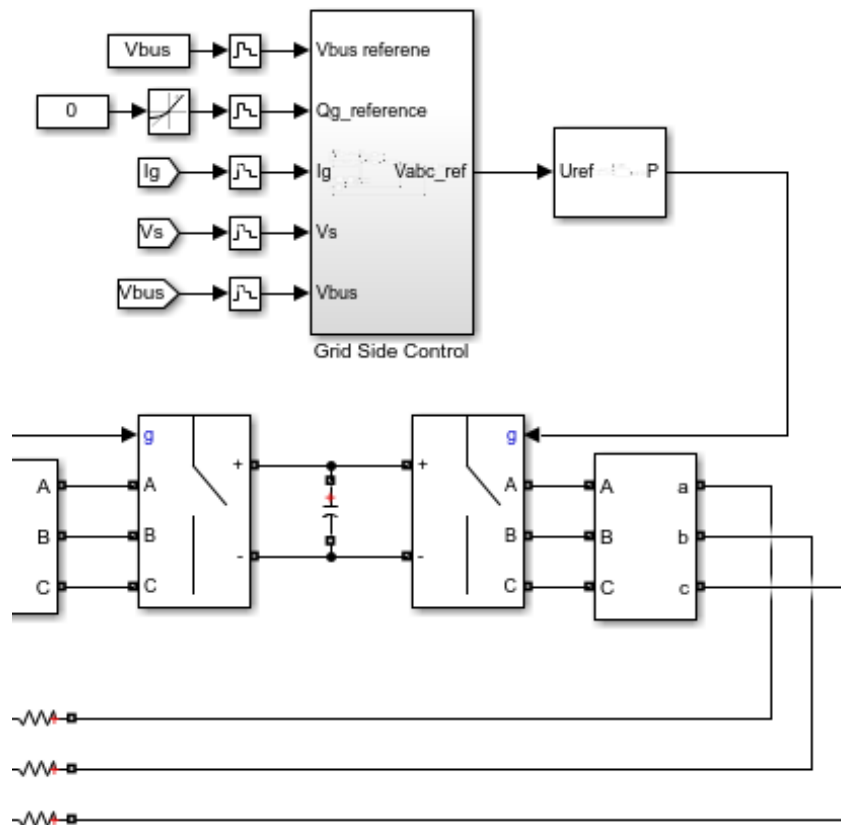 Vbus
Vbus referene
0
Qg_reference
Ig
Ig
Vabc_ref
Uref
P
Vs
Vs
Vbus
Vbus
Grid Side Control
g
g
+
+
A
A
A
A
a
B
B
B
B
b
-
-
C
C
C
C
c